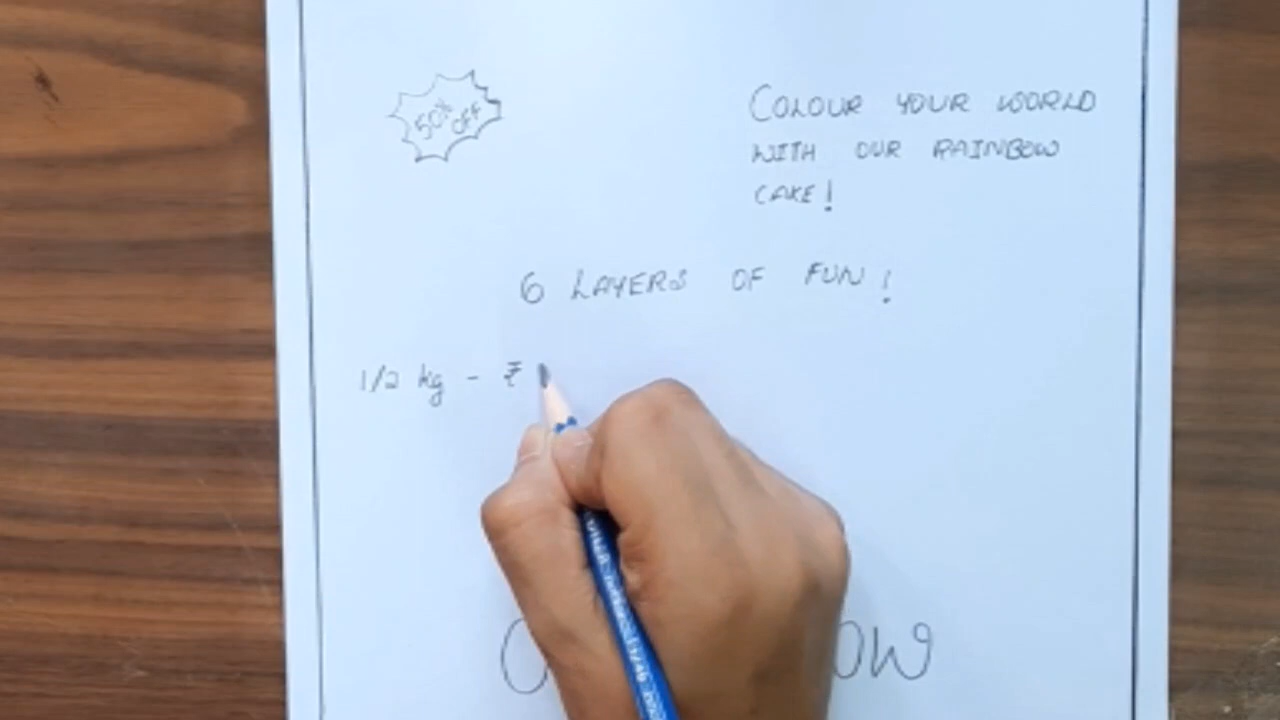 50% OFF
COLOUR YOUR WORLD
WITH OUR RAINBOW
CAKE!
6 LAYERS OF FUN!
1/2 kg - ₹